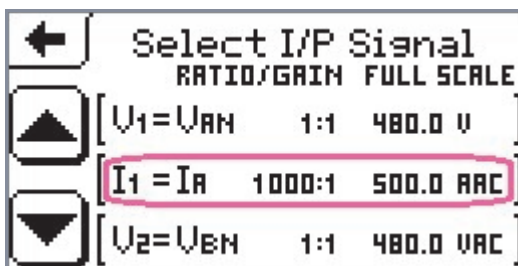 Select I/P Signal
RATIO/GAIN FULL SCALE
V1=VAN 1:1 480.0 V
I1=IA 1000:1 500.0 AAC
V2=VBN 1:1 480.0 VAC